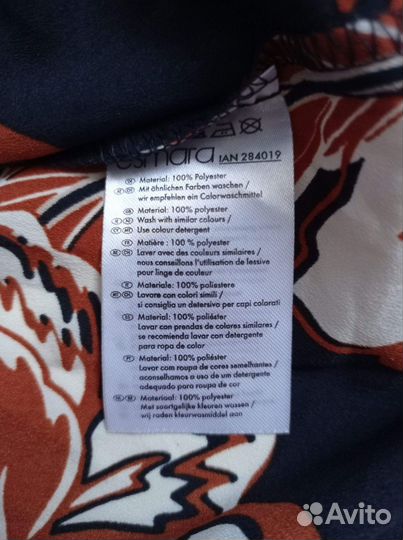 esmara IAN 284019
Material: 100% Polyester
Mit ähnlichen Farben waschen /
wir empfehlen ein Colorwaschmittel
Material: 100% polyester
Wash with similar colours /
Use colour detergent
Matière : 100 % polyester
Laver avec des couleurs similaires /
nous conseillons l'utilisation de lessive
pour linge de couleur
Materiale: 100% poliestere
Lavare con colori simili /
si consiglia un detersivo per capi colorati
Material: 100% poliéster
Lavar con prendas de colores similares /
se recomienda lavar con detergente
para ropa de color
Material: 100% poliéster
Lavar com roupa de cores semelhantes /
aconselhamos o uso de um detergente
adequado para roupa de cor
Materiaal: 100% polyester
Met soortgelijke kleuren wassen /
wij raden kleurwasmiddel aan
Avito